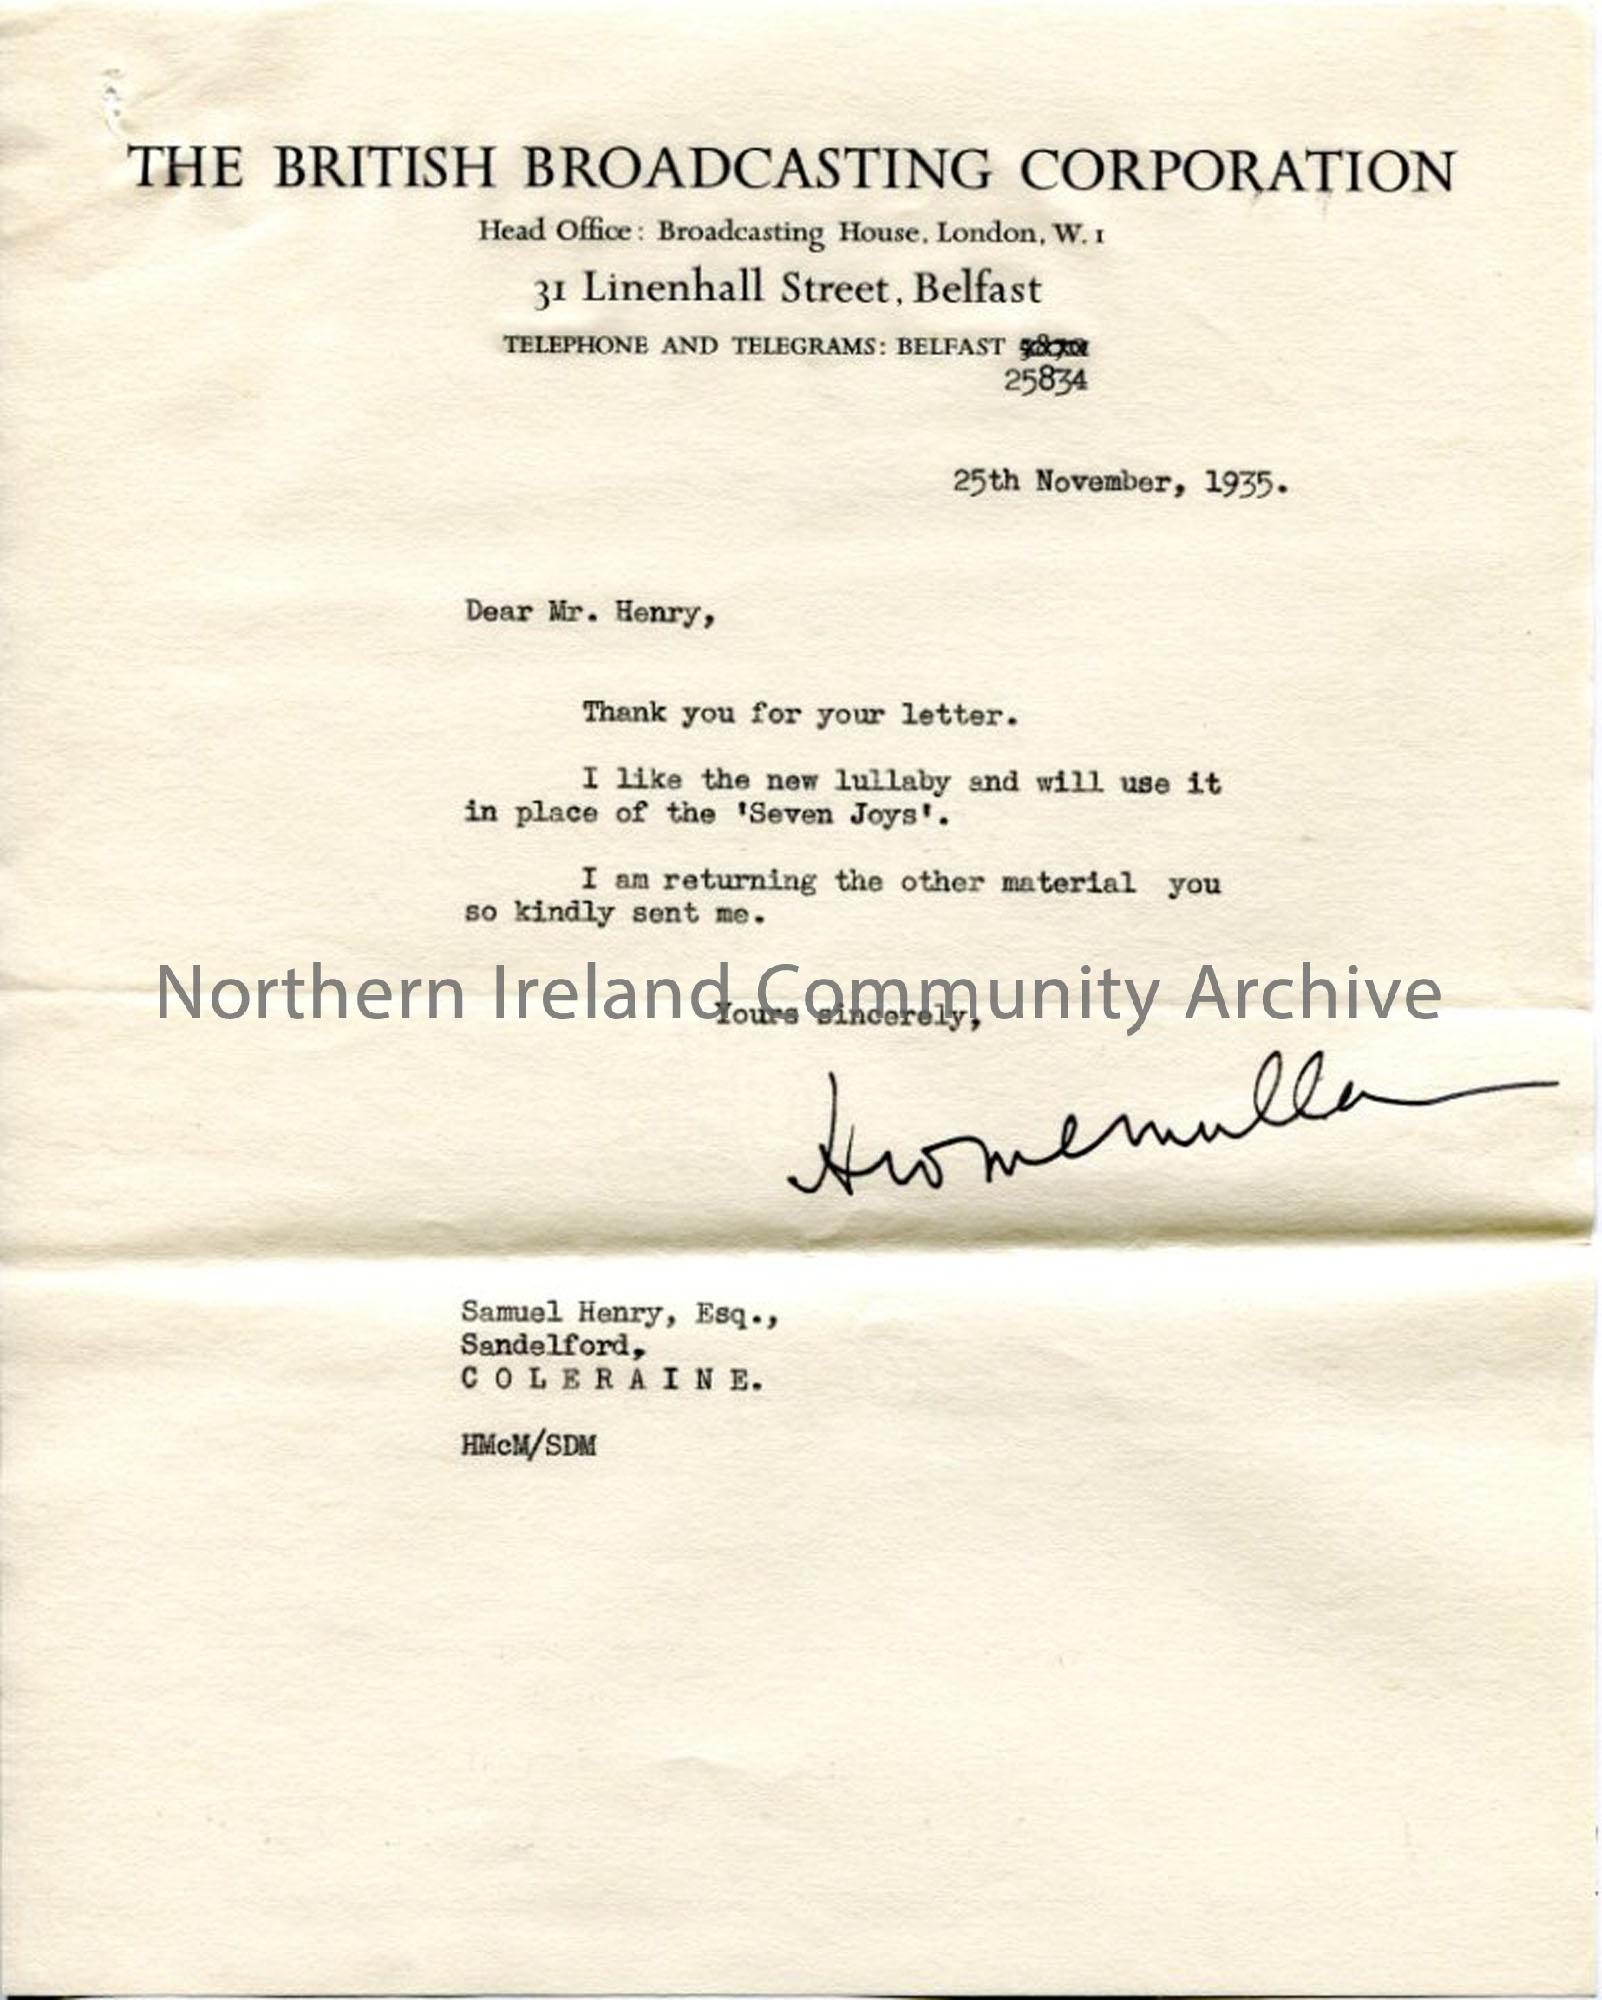 THE BRITISH BROADCASTING CORPORATION
Head Office: Broadcasting House, London, W. 1
31 Linenhall Street, Belfast
TELEPHONE AND TELEGRAMS: BELFAST
25834
25th November, 1935.
Dear Mr. Henry,
Thank you for your letter.
I like the new lullaby and will use it
in place of the 'Seven Joys'.
I am returning the other material you
so kindly sent me.
Northern Ireland Community Archive
Yours sincerely,
Samuel Henry, Esq.,
Sandelford,
C O L E R A I N E.
HMcM/SDM